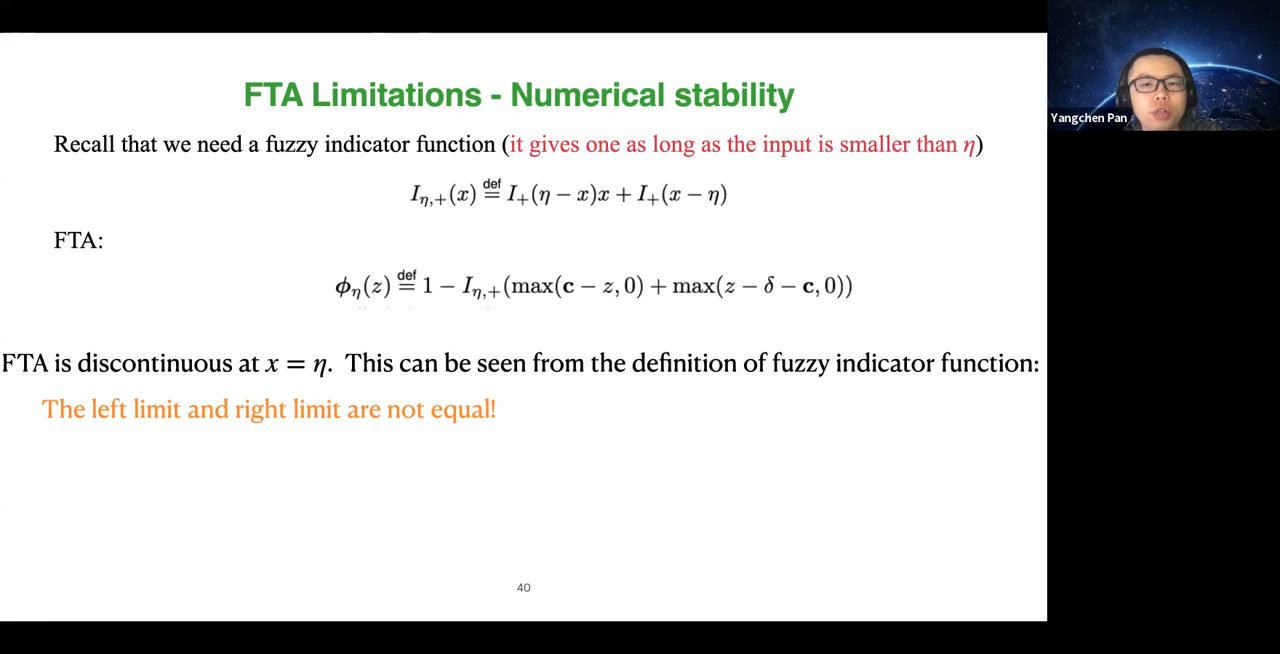 FTA Limitations - Numerical stability
Recall that we need a fuzzy indicator function (it gives one as long as the input is smaller than η)
I_{η,+}(x) ≝ I_+(η − x)x + I_+(x − η)
FTA:
ϕ_η(z) ≝ 1 − I_{η,+}(max(c − z, 0) + max(z − δ − c, 0))
FTA is discontinuous at x = η. This can be seen from the definition of fuzzy indicator function:
The left limit and right limit are not equal!
40
Yangchen Pan